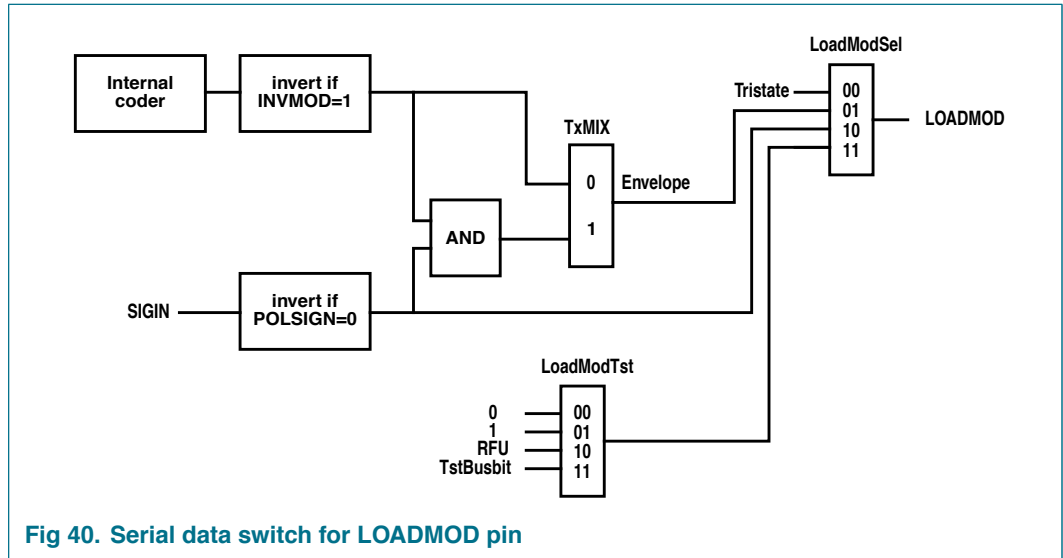 LoadModSel
Internal
coder
invert if
INVMOD=1
Tristate
00
01
10
11
LOADMOD
TxMIX
0
1
Envelope
AND
SIGIN
invert if
POLSIGN=0
LoadModTst
0
1
RFU
TstBusbit
00
01
10
11
Fig 40. Serial data switch for LOADMOD pin